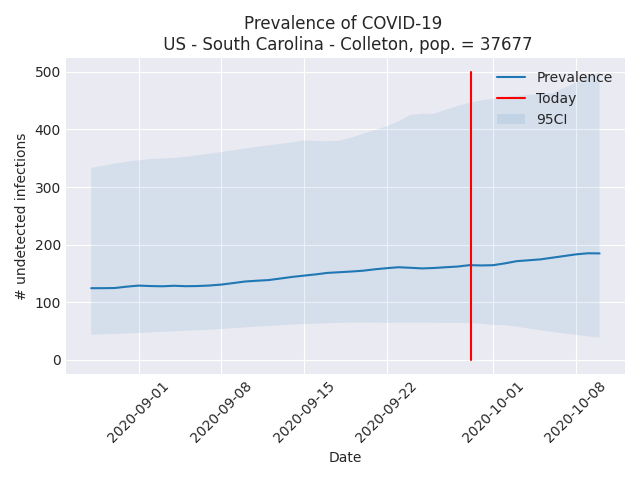 Prevalence of COVID-19
US - South Carolina - Colleton, pop. = 37677
500
400
300
200
100
0
# undetected infections
Prevalence
Today
95CI
2020-09-01
2020-09-08
2020-09-15
2020-09-22
2020-10-01
2020-10-08
Date